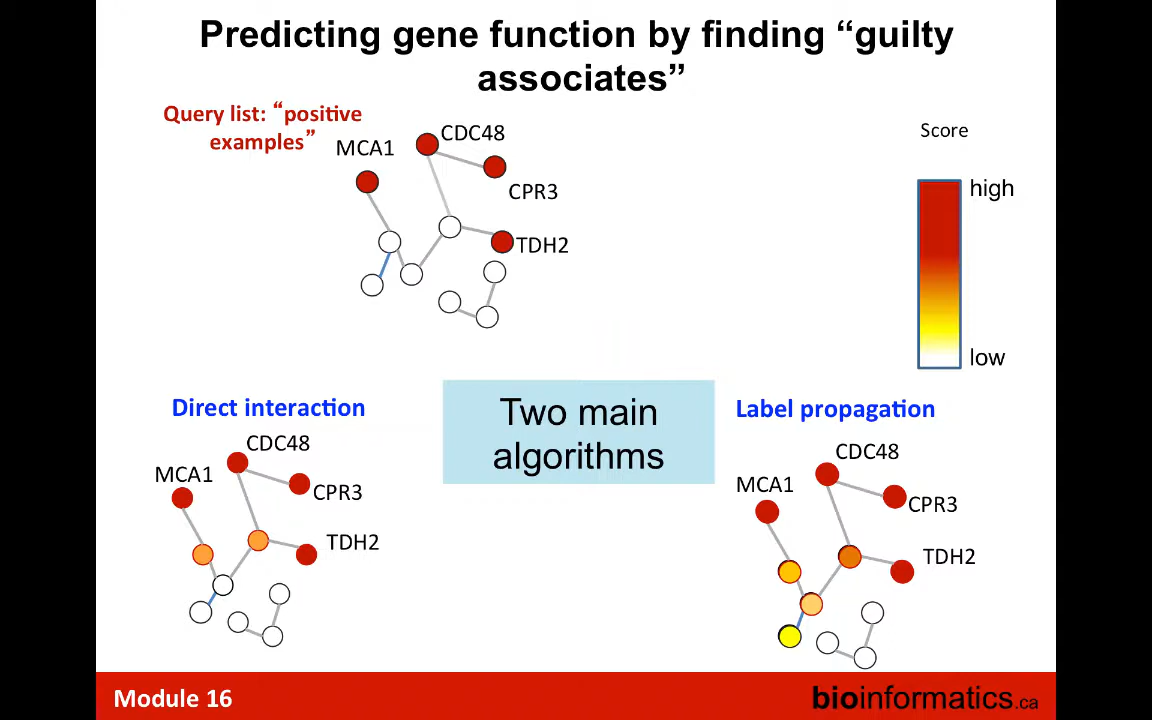 Predicting gene function by finding “guilty
associates”
Query list: “positive
examples”
MCA1
CDC48
CPR3
TDH2
Score
high
low
Direct interaction
CDC48
MCA1
CPR3
TDH2
Two main
algorithms
Label propagation
CDC48
MCA1
CPR3
TDH2
Module 16
bioinformatics.ca